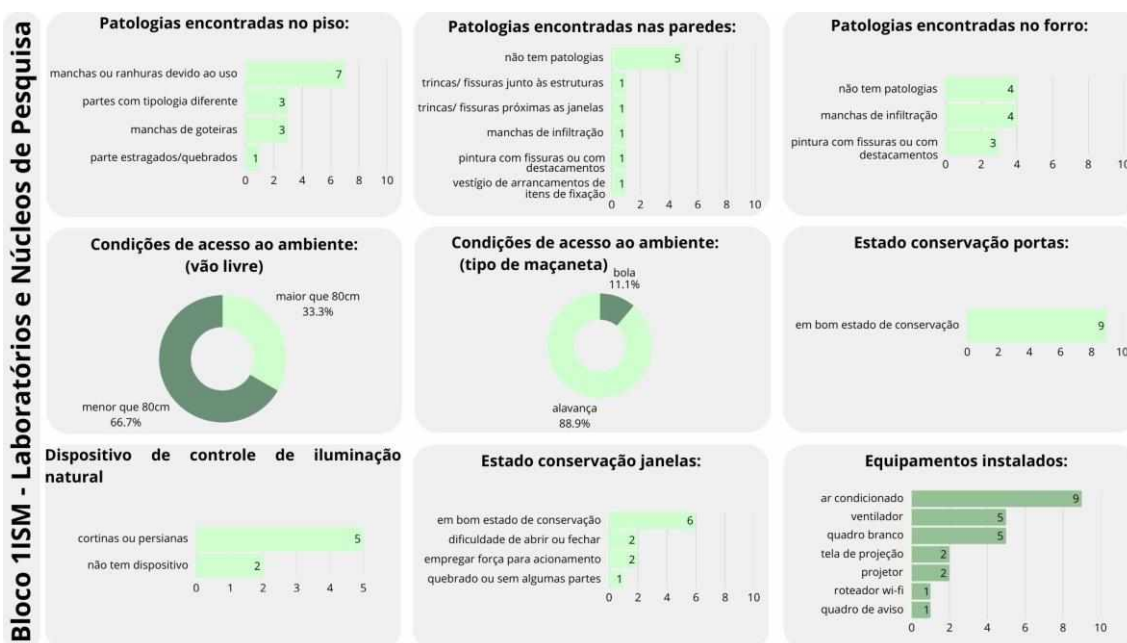 Bloco 1ISM - Laboratórios e Núcleos de Pesquisa
Patologias encontradas no piso:
manchas ou ranhuras devido ao uso
7
partes com tipologia diferente
3
manchas de goteiras
3
parte estragados/quebrados
1
0 2 4 6 8 10
Patologias encontradas nas paredes:
não tem patologias
5
trincas/ fissuras junto às estruturas
1
trincas/ fissuras próximas as janelas
1
manchas de infiltração
1
pintura com fissuras ou com
destacamentos
1
vestígio de arrancamentos de
itens de fixação
1
0 2 4 6 8 10
Patologias encontradas no forro:
não tem patologias
4
manchas de infiltração
4
pintura com fissuras ou com
destacamentos
3
0 2 4 6 8 10
Condições de acesso ao ambiente:
(vão livre)
maior que 80cm
33.3%
menor que 80cm
66.7%
Condições de acesso ao ambiente:
(tipo de maçaneta)
bola
11.1%
alavança
88.9%
Estado conservação portas:
em bom estado de conservação
9
0 2 4 6 8 10
Dispositivo de controle de iluminação
natural
cortinas ou persianas
5
não tem dispositivo
2
0 1 2 3 4 5
Estado conservação janelas:
em bom estado de conservação
6
dificuldade de abrir ou fechar
2
empregar força para acionamento
2
quebrado ou sem algumas partes
1
0 2 4 6 8 10
Equipamentos instalados:
ar condicionado
9
ventilador
5
quadro branco
5
tela de projeção
2
projetor
2
roteador wi-fi
1
quadro de aviso
1
0 2 4 6 8 10